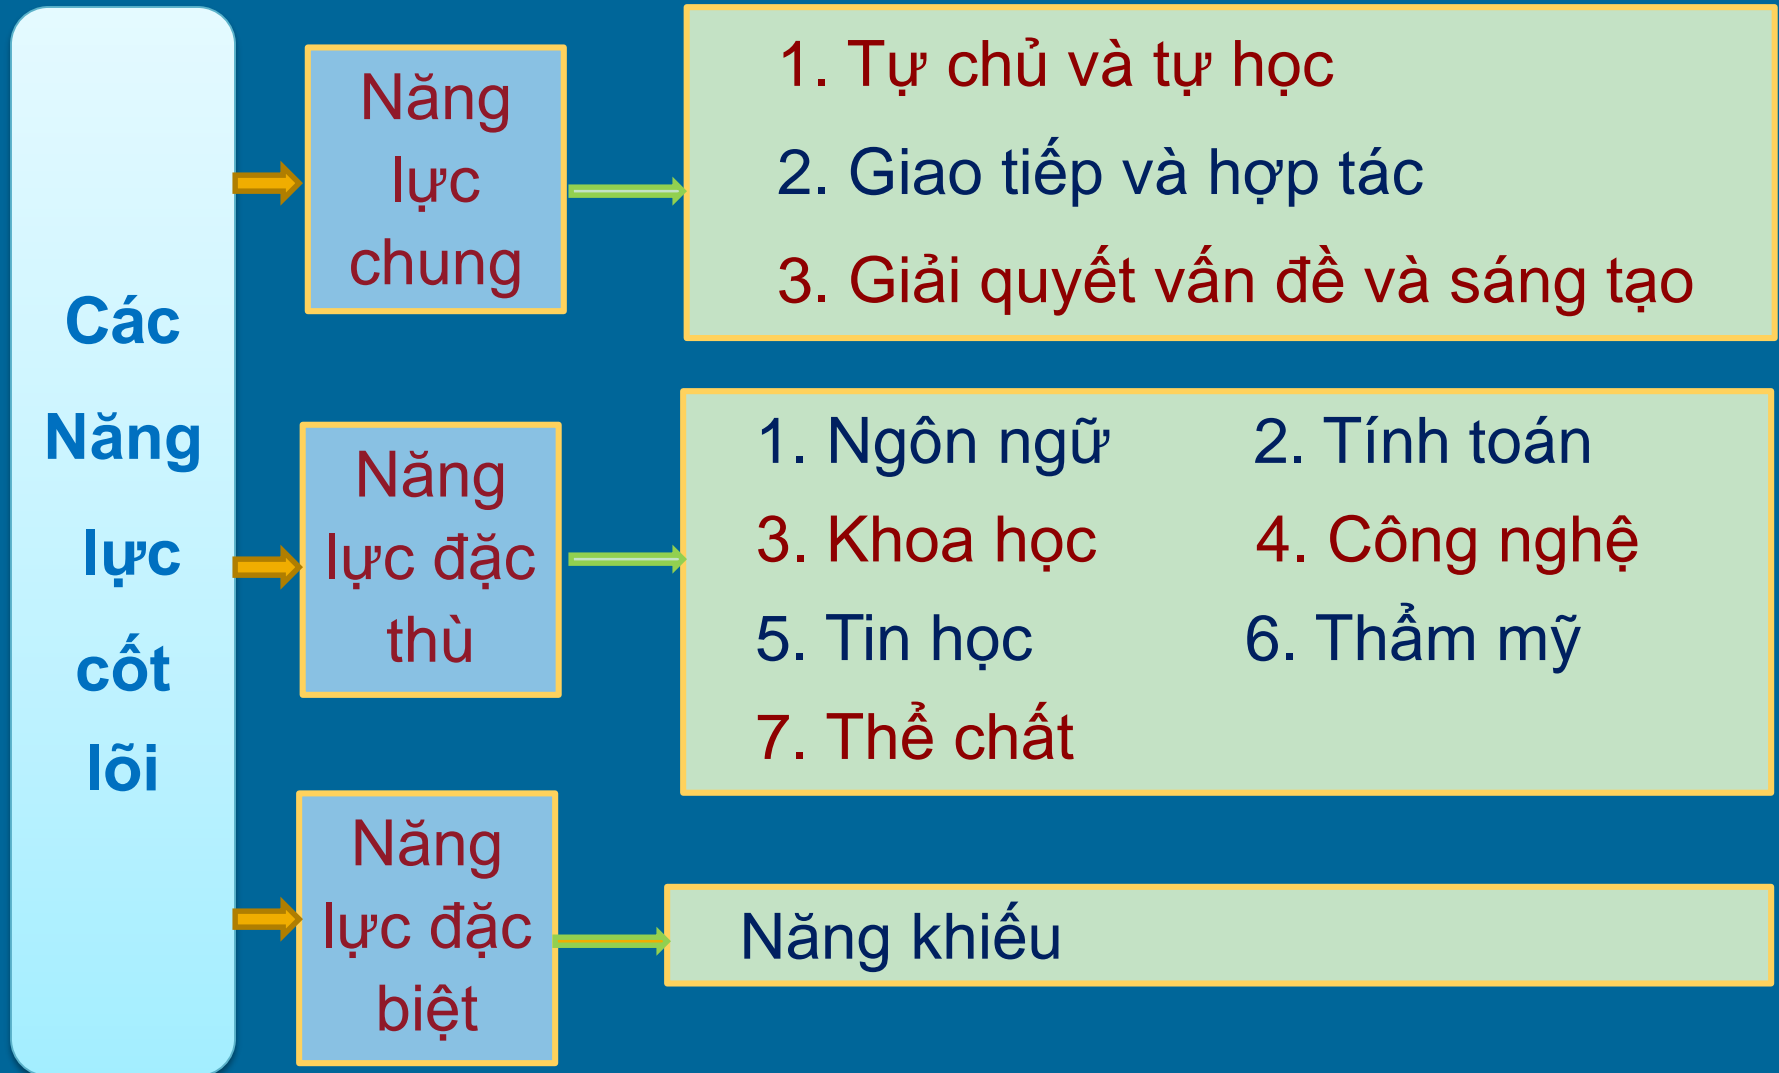 Các
Năng
lực
cốt
lõi
Năng
lực
chung
1. Tự chủ và tự học
2. Giao tiếp và hợp tác
3. Giải quyết vấn đề và sáng tạo
Năng
lực đặc
thù
1. Ngôn ngữ 2. Tính toán
3. Khoa học 4. Công nghệ
5. Tin học 6. Thẩm mỹ
7. Thể chất
Năng
lực đặc
biệt
Năng khiếu